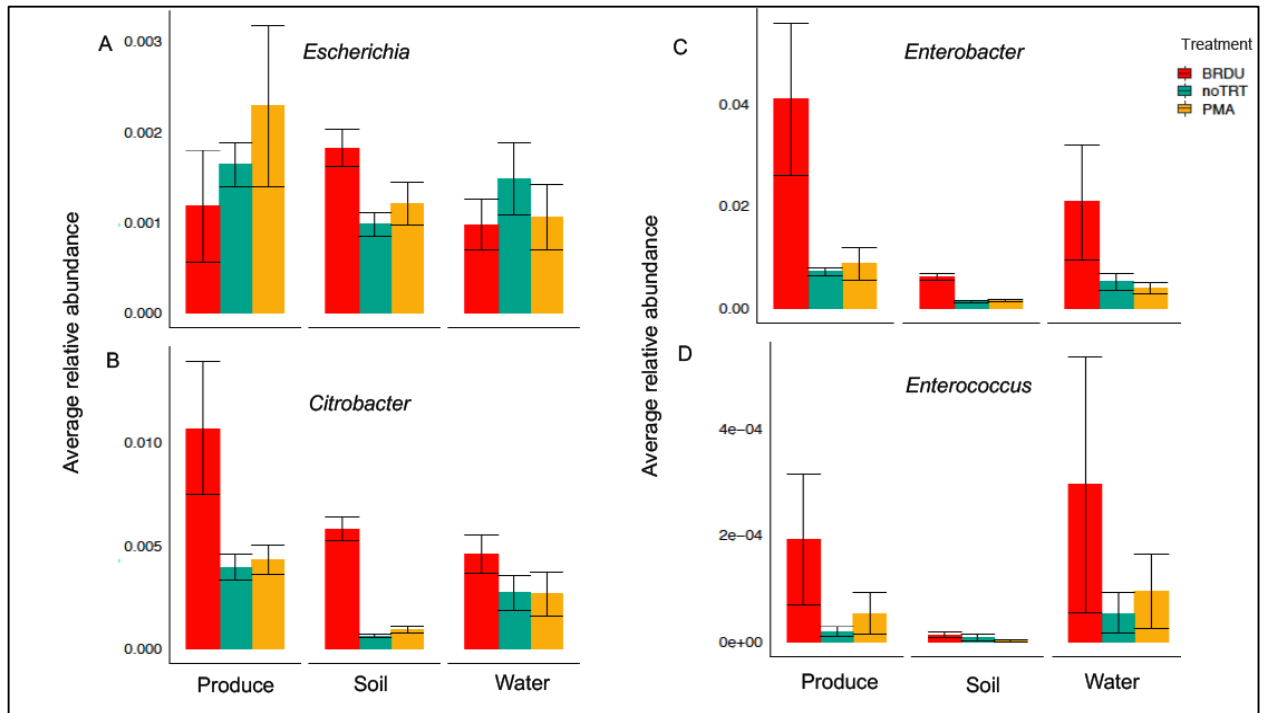 A
Escherichia
Average relative abundance
0.003
0.002
0.001
0.000
B
Citrobacter
0.010
0.005
0.000
Produce
Soil
Water
C
Enterobacter
Average relative abundance
0.04
0.02
0.00
Treatment
BRDU
noTRT
PMA
D
Enterococcus
4e−04
2e−04
0e+00
Produce
Soil
Water